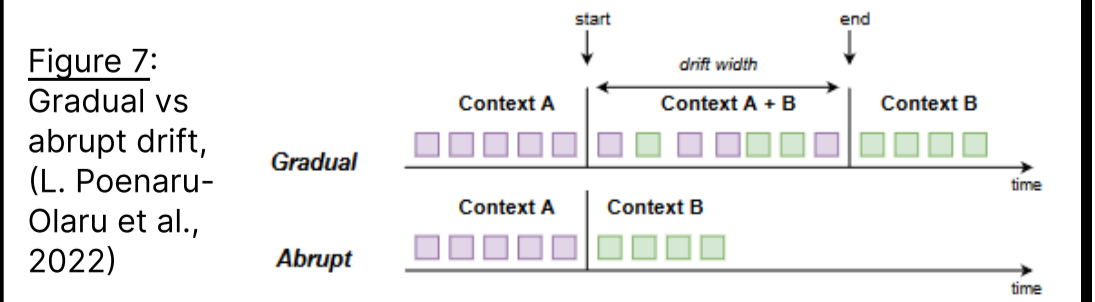 Figure 7:
Gradual vs
abrupt drift,
(L. Poenaru-
Olaru et al.,
2022)
start
end
drift width
Context A
Context A + B
Context B
Gradual
time
Context A
Context B
Abrupt
time